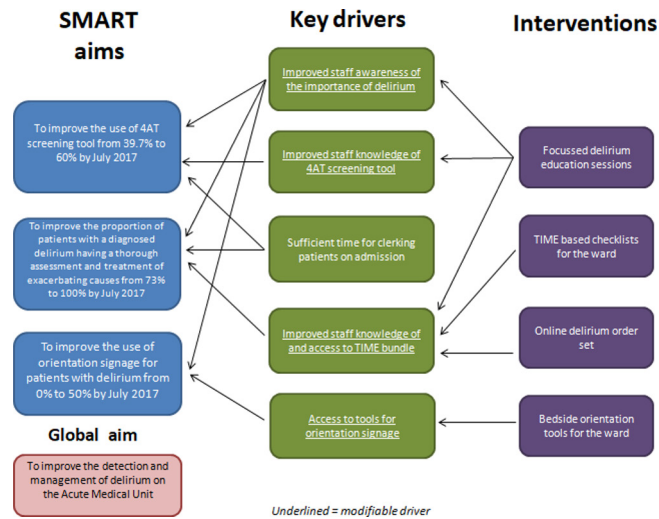 SMART
aims
Key drivers
Interventions
To improve the use of 4AT
screening tool from 39.7% to
60% by July 2017
To improve the proportion of
patients with a diagnosed
delirium having a thorough
assessment and treatment of
exacerbating causes from 73%
to 100% by July 2017
To improve the use of
orientation signage for
patients with delirium from
0% to 50% by July 2017
Global aim
To improve the detection and
management of delirium on
the Acute Medical Unit
Improved staff awareness of
the importance of delirium
Improved staff knowledge of
4AT screening tool
Sufficient time for clerking
patients on admission
Improved staff knowledge of
and access to TIME bundle
Access to tools for
orientation signage
Underlined = modifiable driver
Focussed delirium
education sessions
TIME based checklists
for the ward
Online delirium order
set
Bedside orientation
tools for the ward